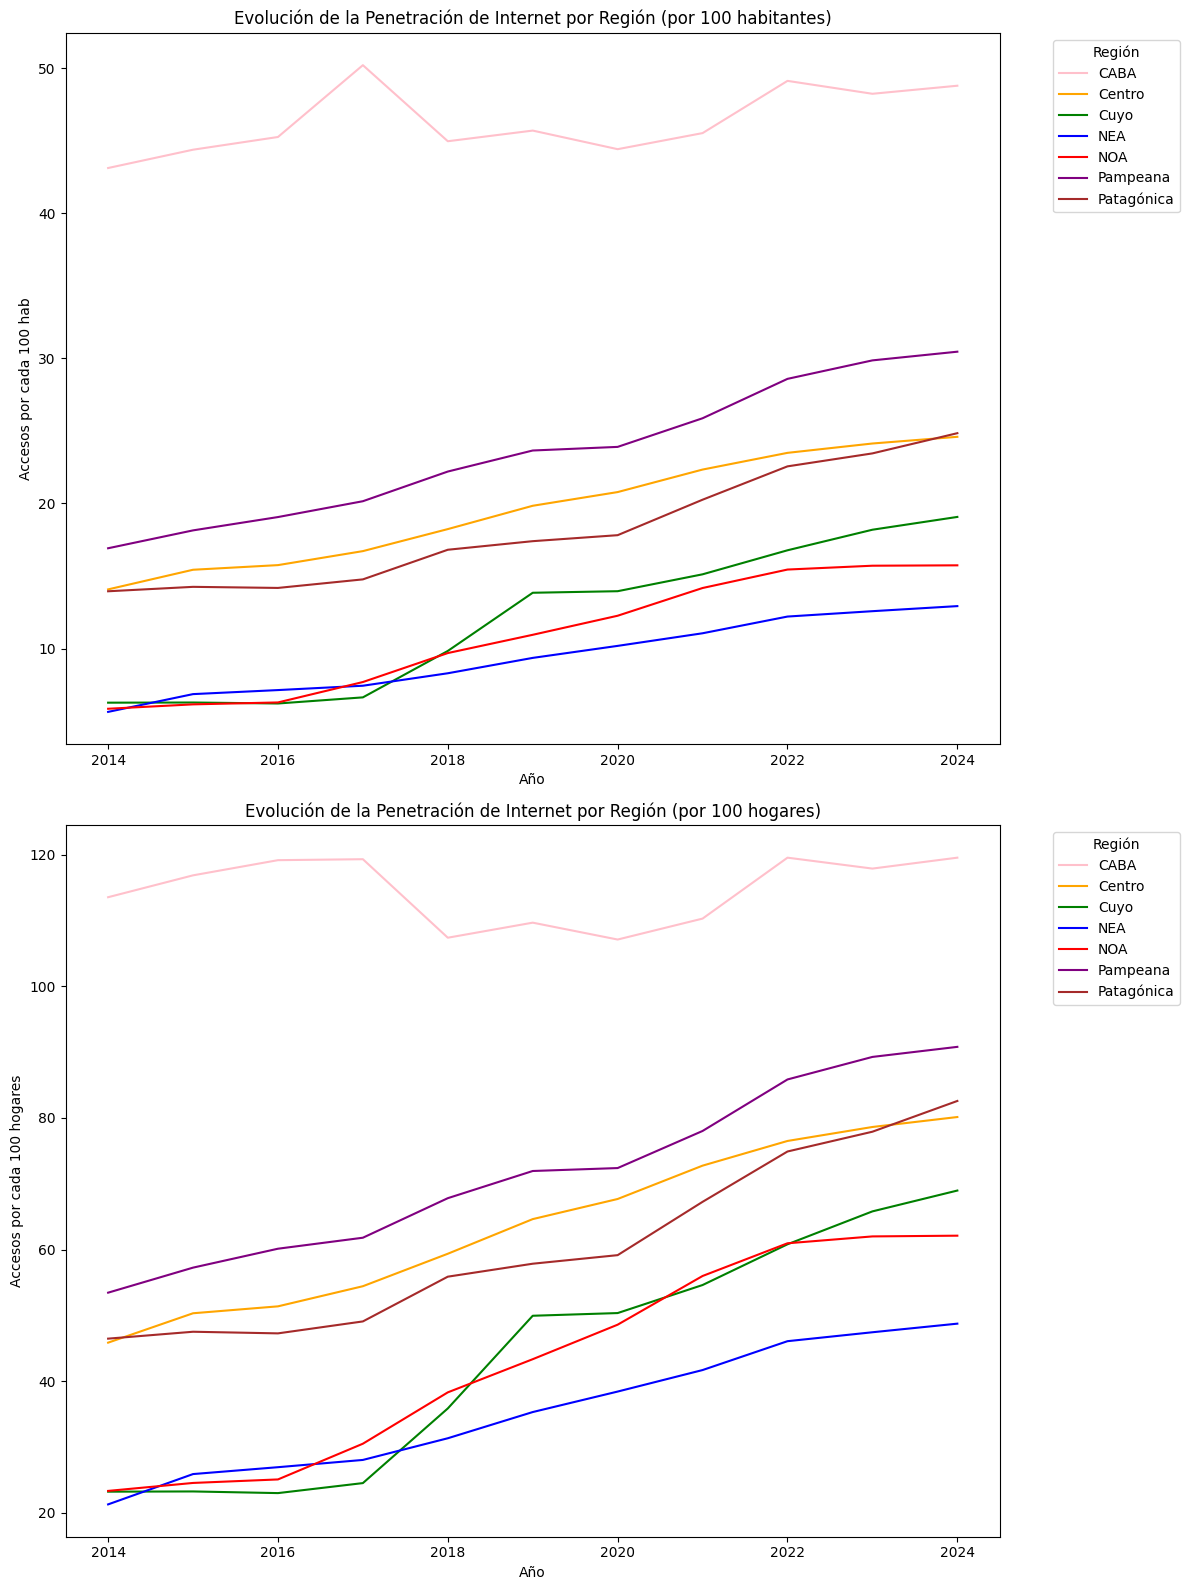 Evolución de la Penetración de Internet por Región (por 100 habitantes)
Región
CABA
Centro
Cuyo
NEA
NOA
Pampeana
Patagónica
50
40
30
20
10
Accesos por cada 100 hab
2014 2016 2018 2020 2022 2024
Año
Evolución de la Penetración de Internet por Región (por 100 hogares)
Región
CABA
Centro
Cuyo
NEA
NOA
Pampeana
Patagónica
120
100
80
60
40
20
Accesos por cada 100 hogares
2014 2016 2018 2020 2022 2024
Año